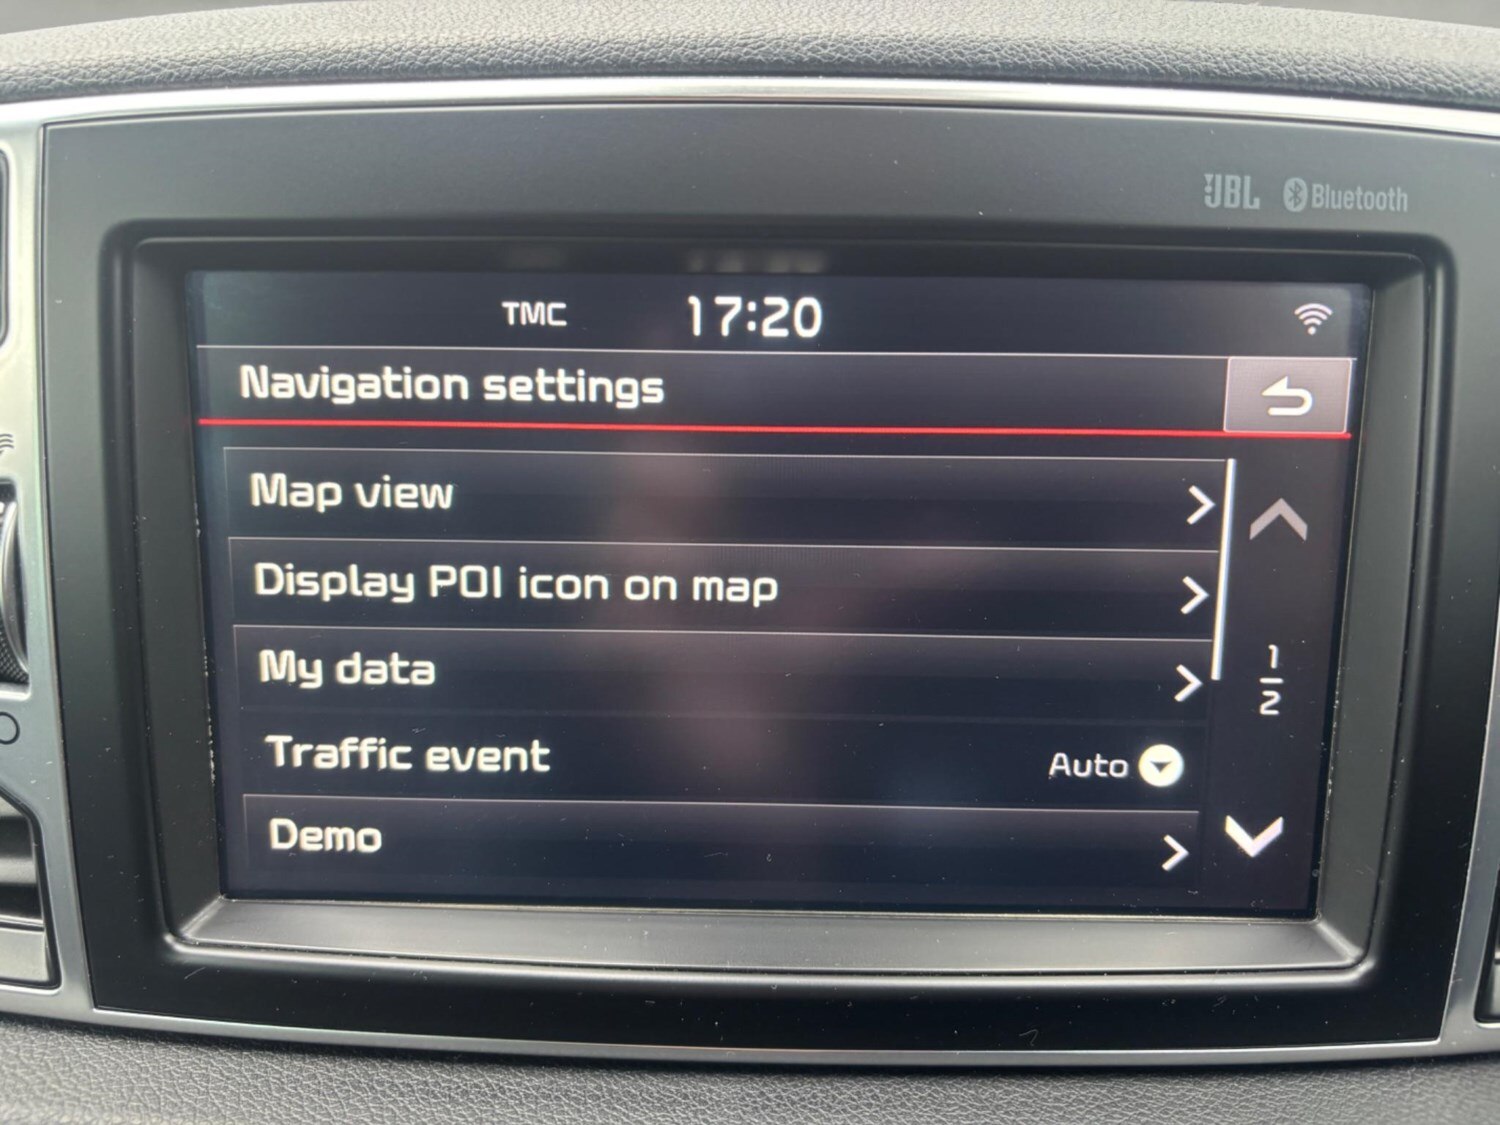 JBL Bluetooth
TMC 17:20
Navigation settings
Map view
Display POI icon on map
My data
Traffic event Auto
Demo
1
2